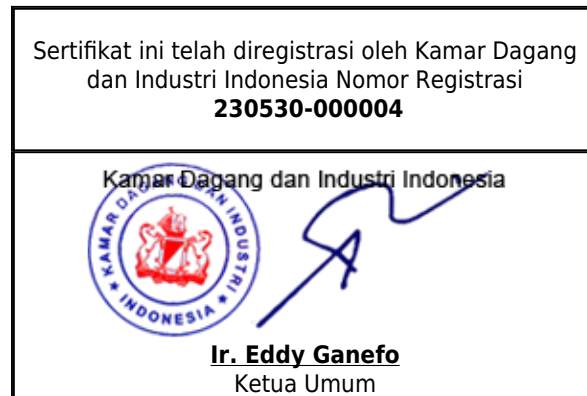 Sertifikat ini telah diregistrasi oleh Kamar Dagang
dan Industri Indonesia Nomor Registrasi
230530-000004
Kamar Dagang dan Industri Indonesia
KAMAR DAGANG DAN INDUSTRI
INDONESIA
Ir. Eddy Ganefo
Ketua Umum